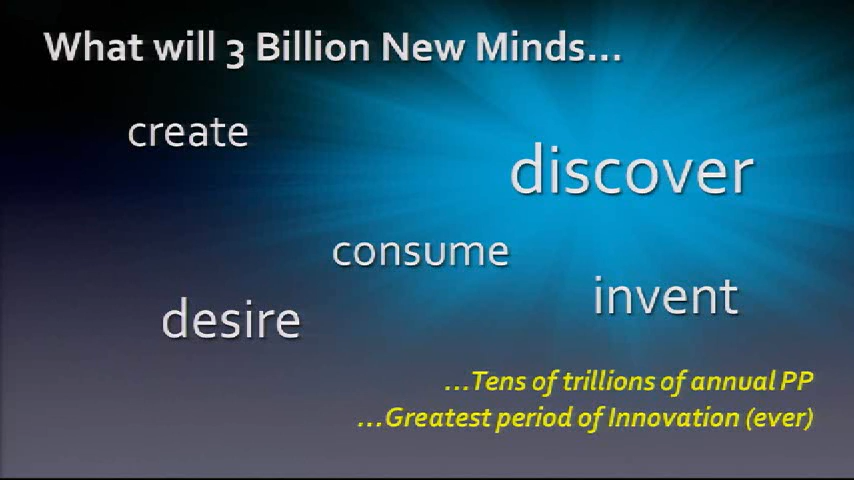 What will 3 Billion New Minds...
create
discover
consume
invent
desire
...Tens of trillions of annual PP
...Greatest period of Innovation (ever)